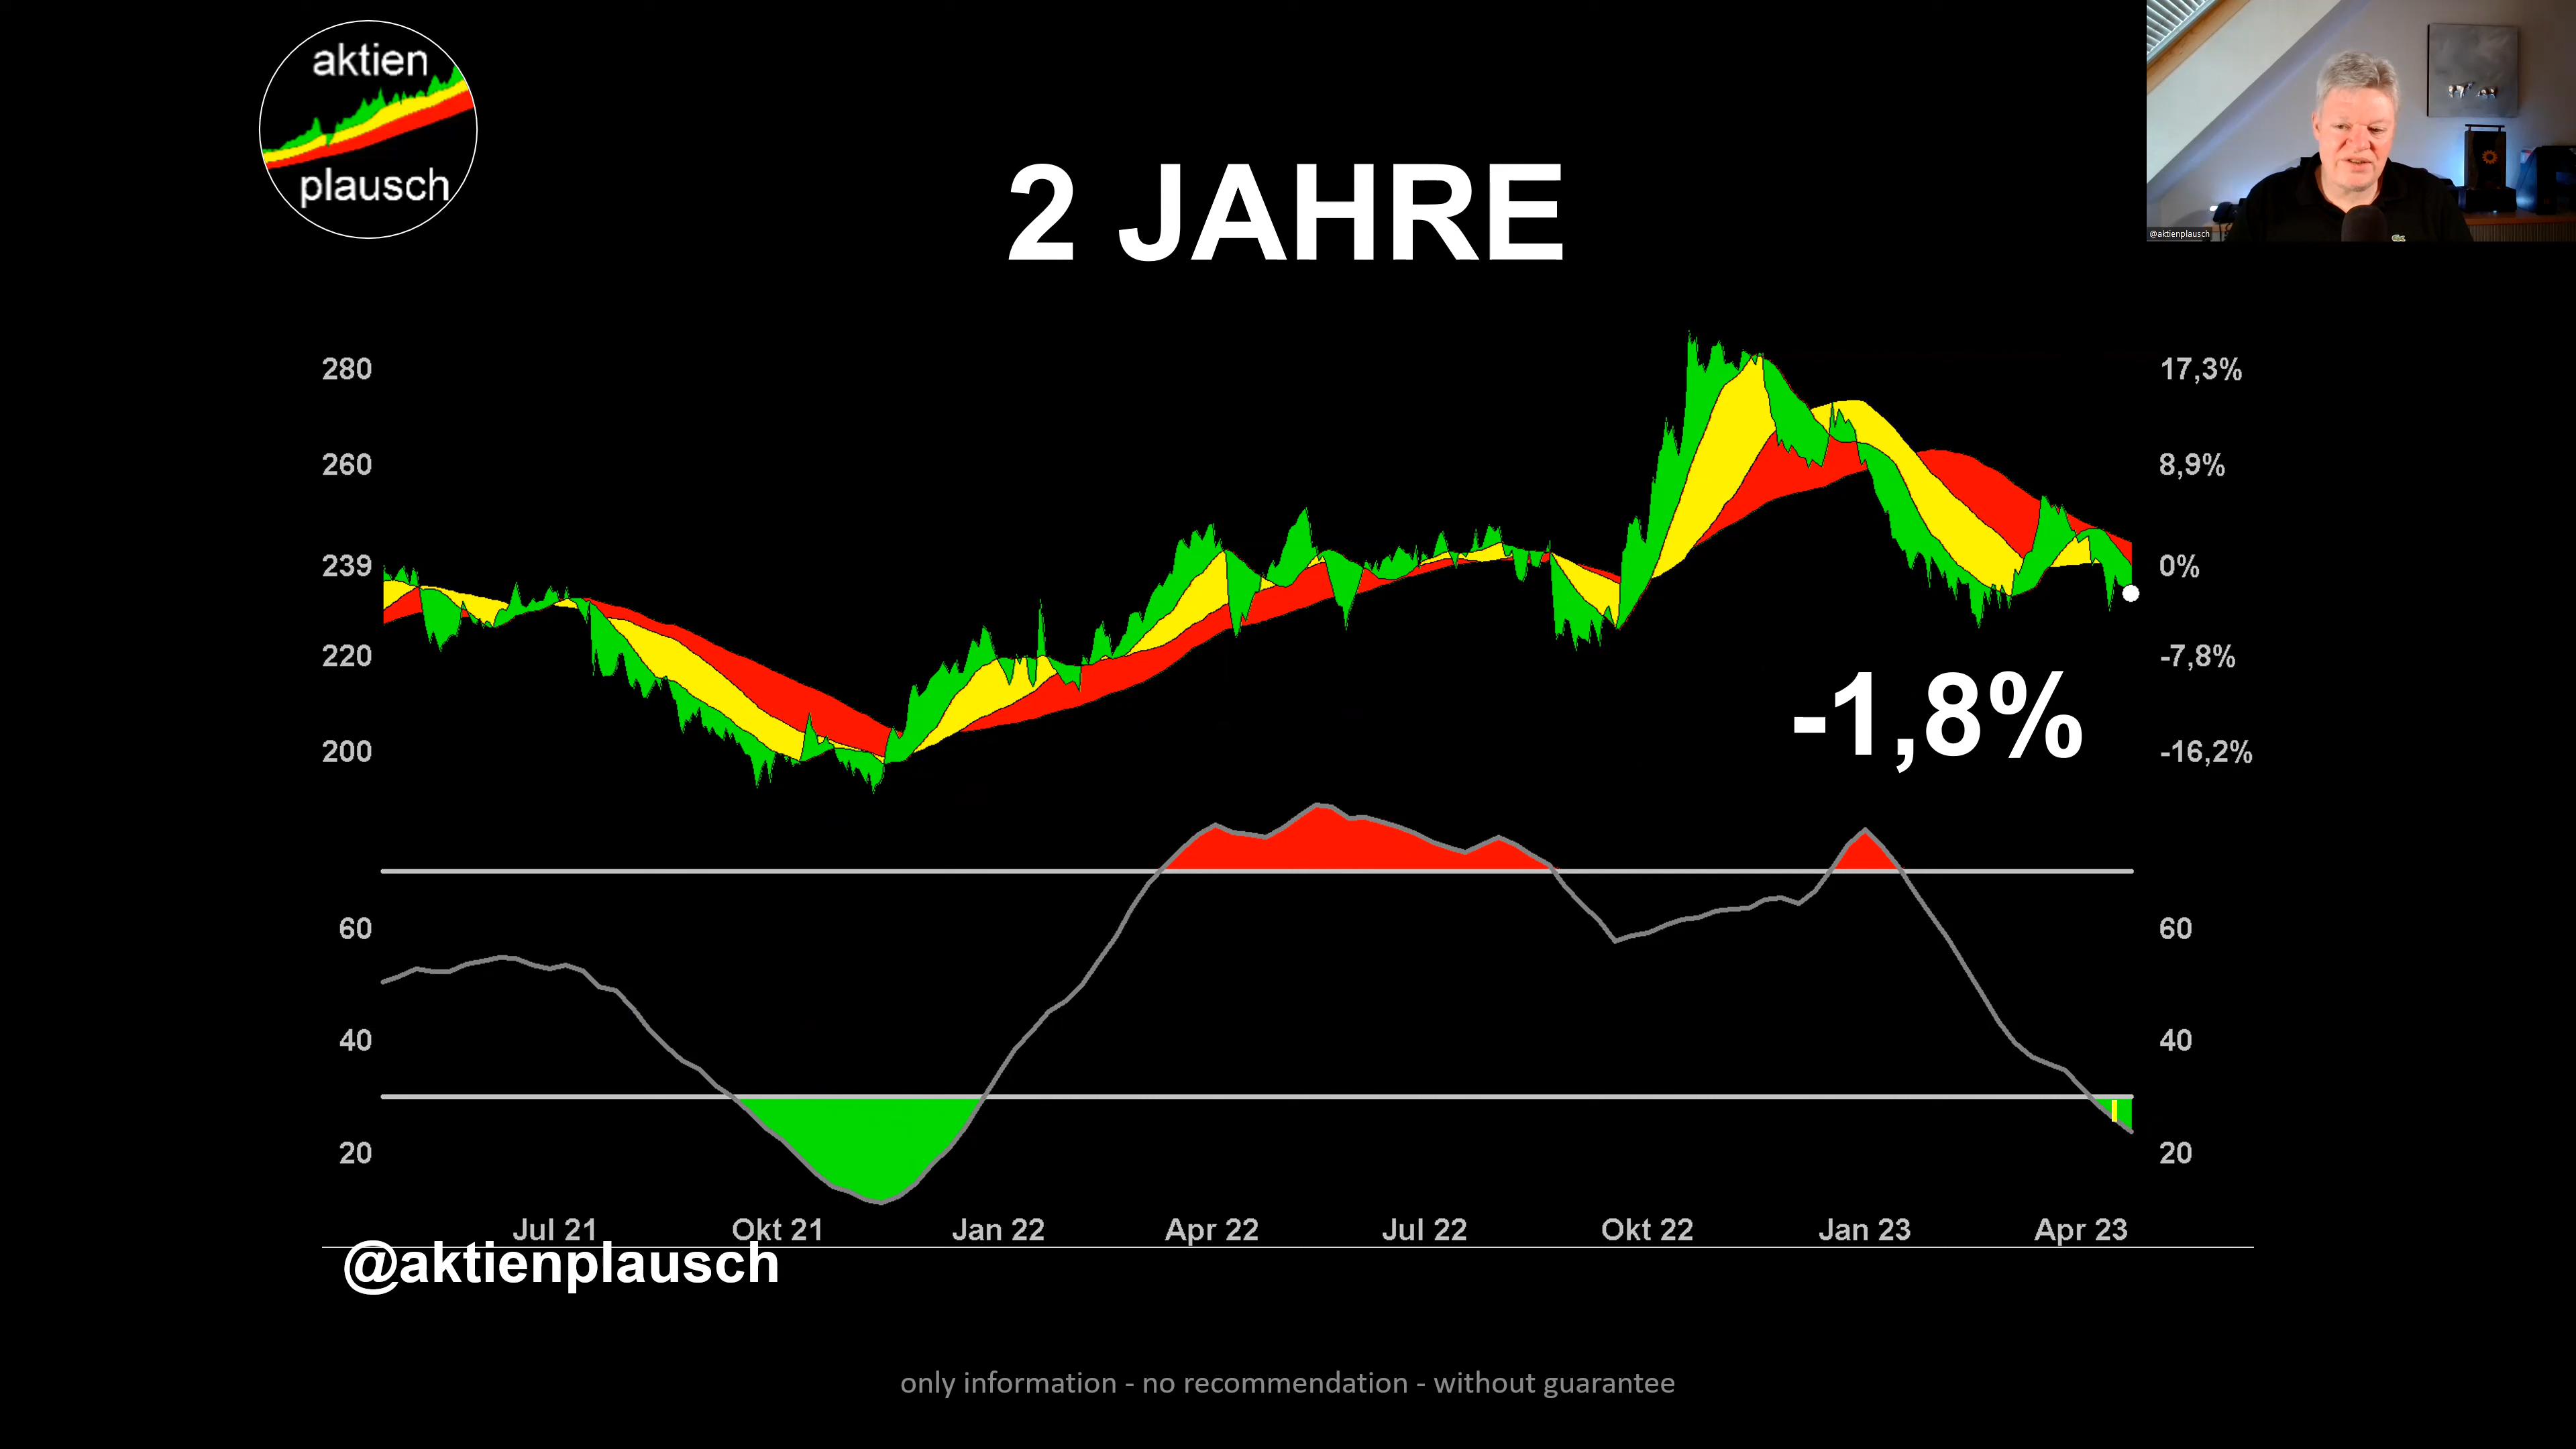 aktien
plausch
@aktienplausch
2 JAHRE
280
17,3%
260
8,9%
239
0%
220
-7,8%
-1,8%
200
-16,2%
60
60
40
40
20
20
Jul 21
Okt 21
Jan 22
Apr 22
Jul 22
Okt 22
Jan 23
Apr 23
@aktienplausch
only information - no recommendation - without guarantee